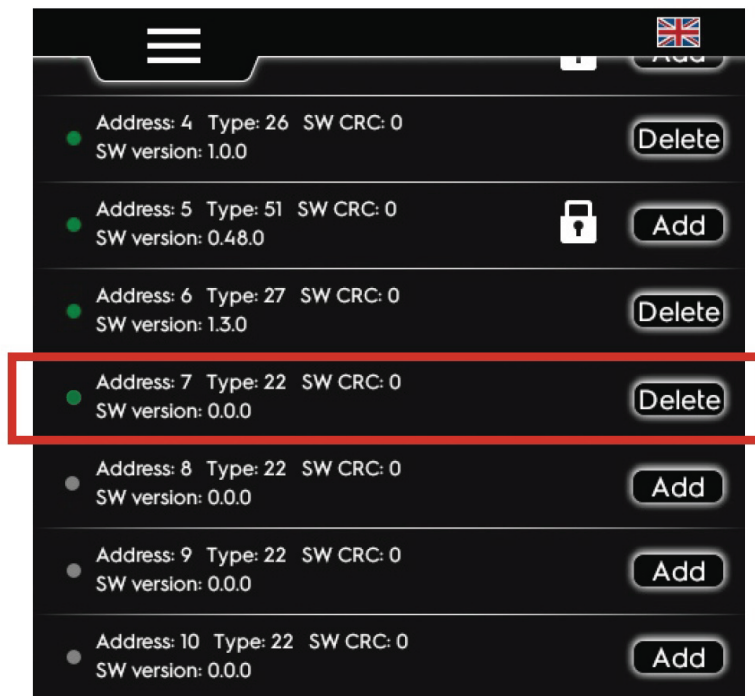 Address: 4 Type: 26 SW CRC: 0
SW version: 1.0.0
Delete
Address: 5 Type: 51 SW CRC: 0
SW version: 0.48.0
Add
Address: 6 Type: 27 SW CRC: 0
SW version: 1.3.0
Delete
Address: 7 Type: 22 SW CRC: 0
SW version: 0.0.0
Delete
Address: 8 Type: 22 SW CRC: 0
SW version: 0.0.0
Add
Address: 9 Type: 22 SW CRC: 0
SW version: 0.0.0
Add
Address: 10 Type: 22 SW CRC: 0
SW version: 0.0.0
Add